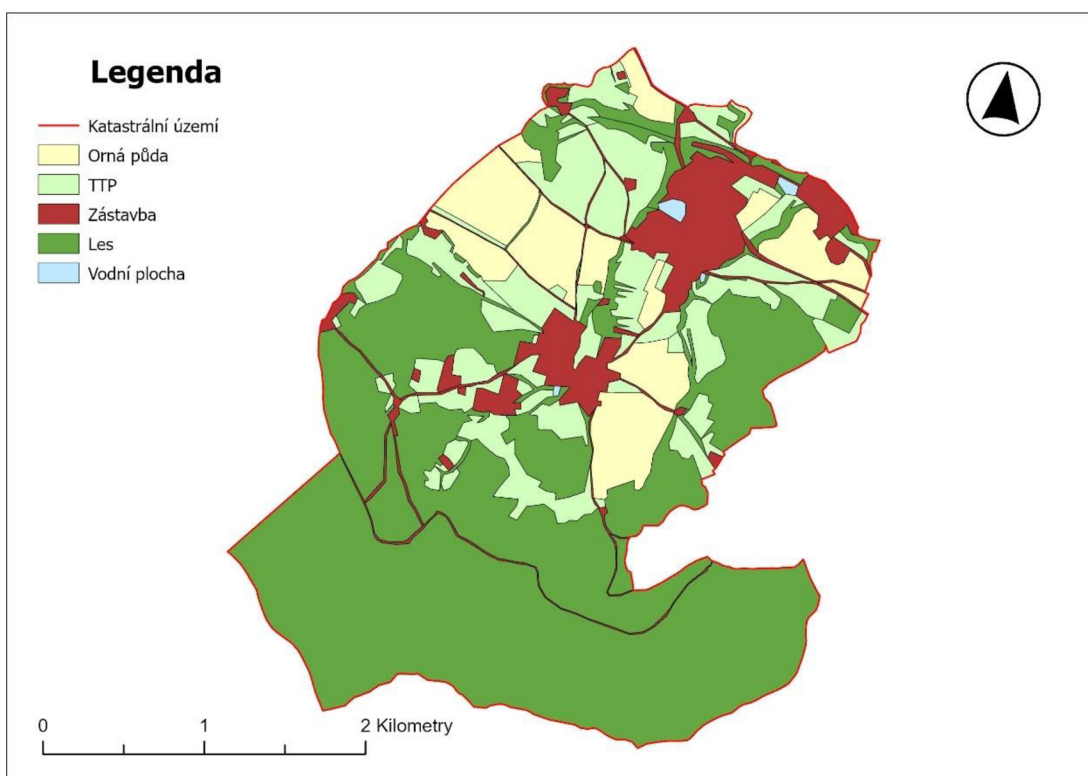 Legenda
Katastrální území
Orná půda
TTP
Zástavba
Les
Vodní plocha
0 1 2 Kilometry